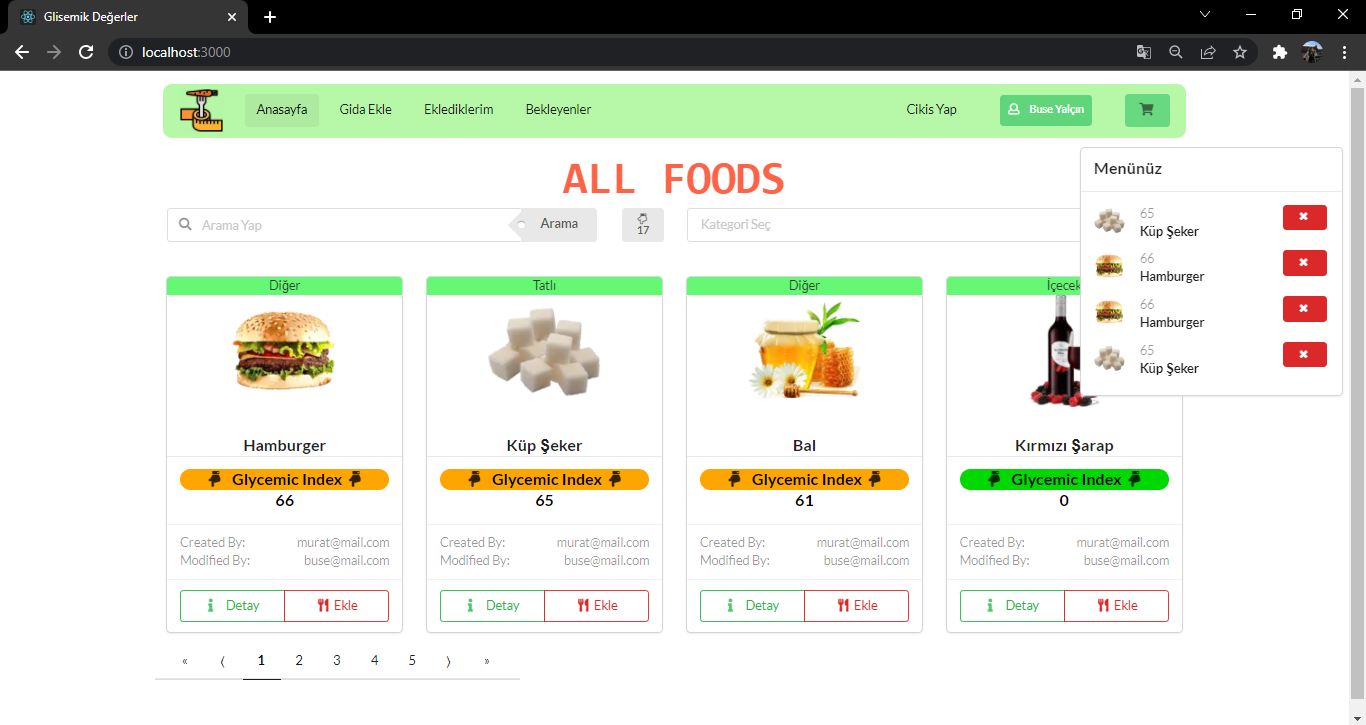 Glisemik Değerler
localhost:3000
Anasayfa
Gida Ekle
Eklediklerim
Bekleyenler
Cikis Yap
Buse Yalçın
ALL FOODS
Arama Yap
Arama
17
Kategori Seç
Menünüz
65
Küp Şeker
66
Hamburger
66
Hamburger
65
Küp Şeker
Diğer
Hamburger
Glycemic Index
66
Created By: murat@mail.com
Modified By: buse@mail.com
Detay
Ekle
Tatlı
Küp Şeker
Glycemic Index
65
Created By: murat@mail.com
Modified By: buse@mail.com
Detay
Ekle
Diğer
Bal
Glycemic Index
61
Created By: murat@mail.com
Modified By: buse@mail.com
Detay
Ekle
İçecek
Kırmızı Şarap
Glycemic Index
0
Created By: murat@mail.com
Modified By: buse@mail.com
Detay
Ekle
« ⟨ 1 2 3 4 5 ⟩ »